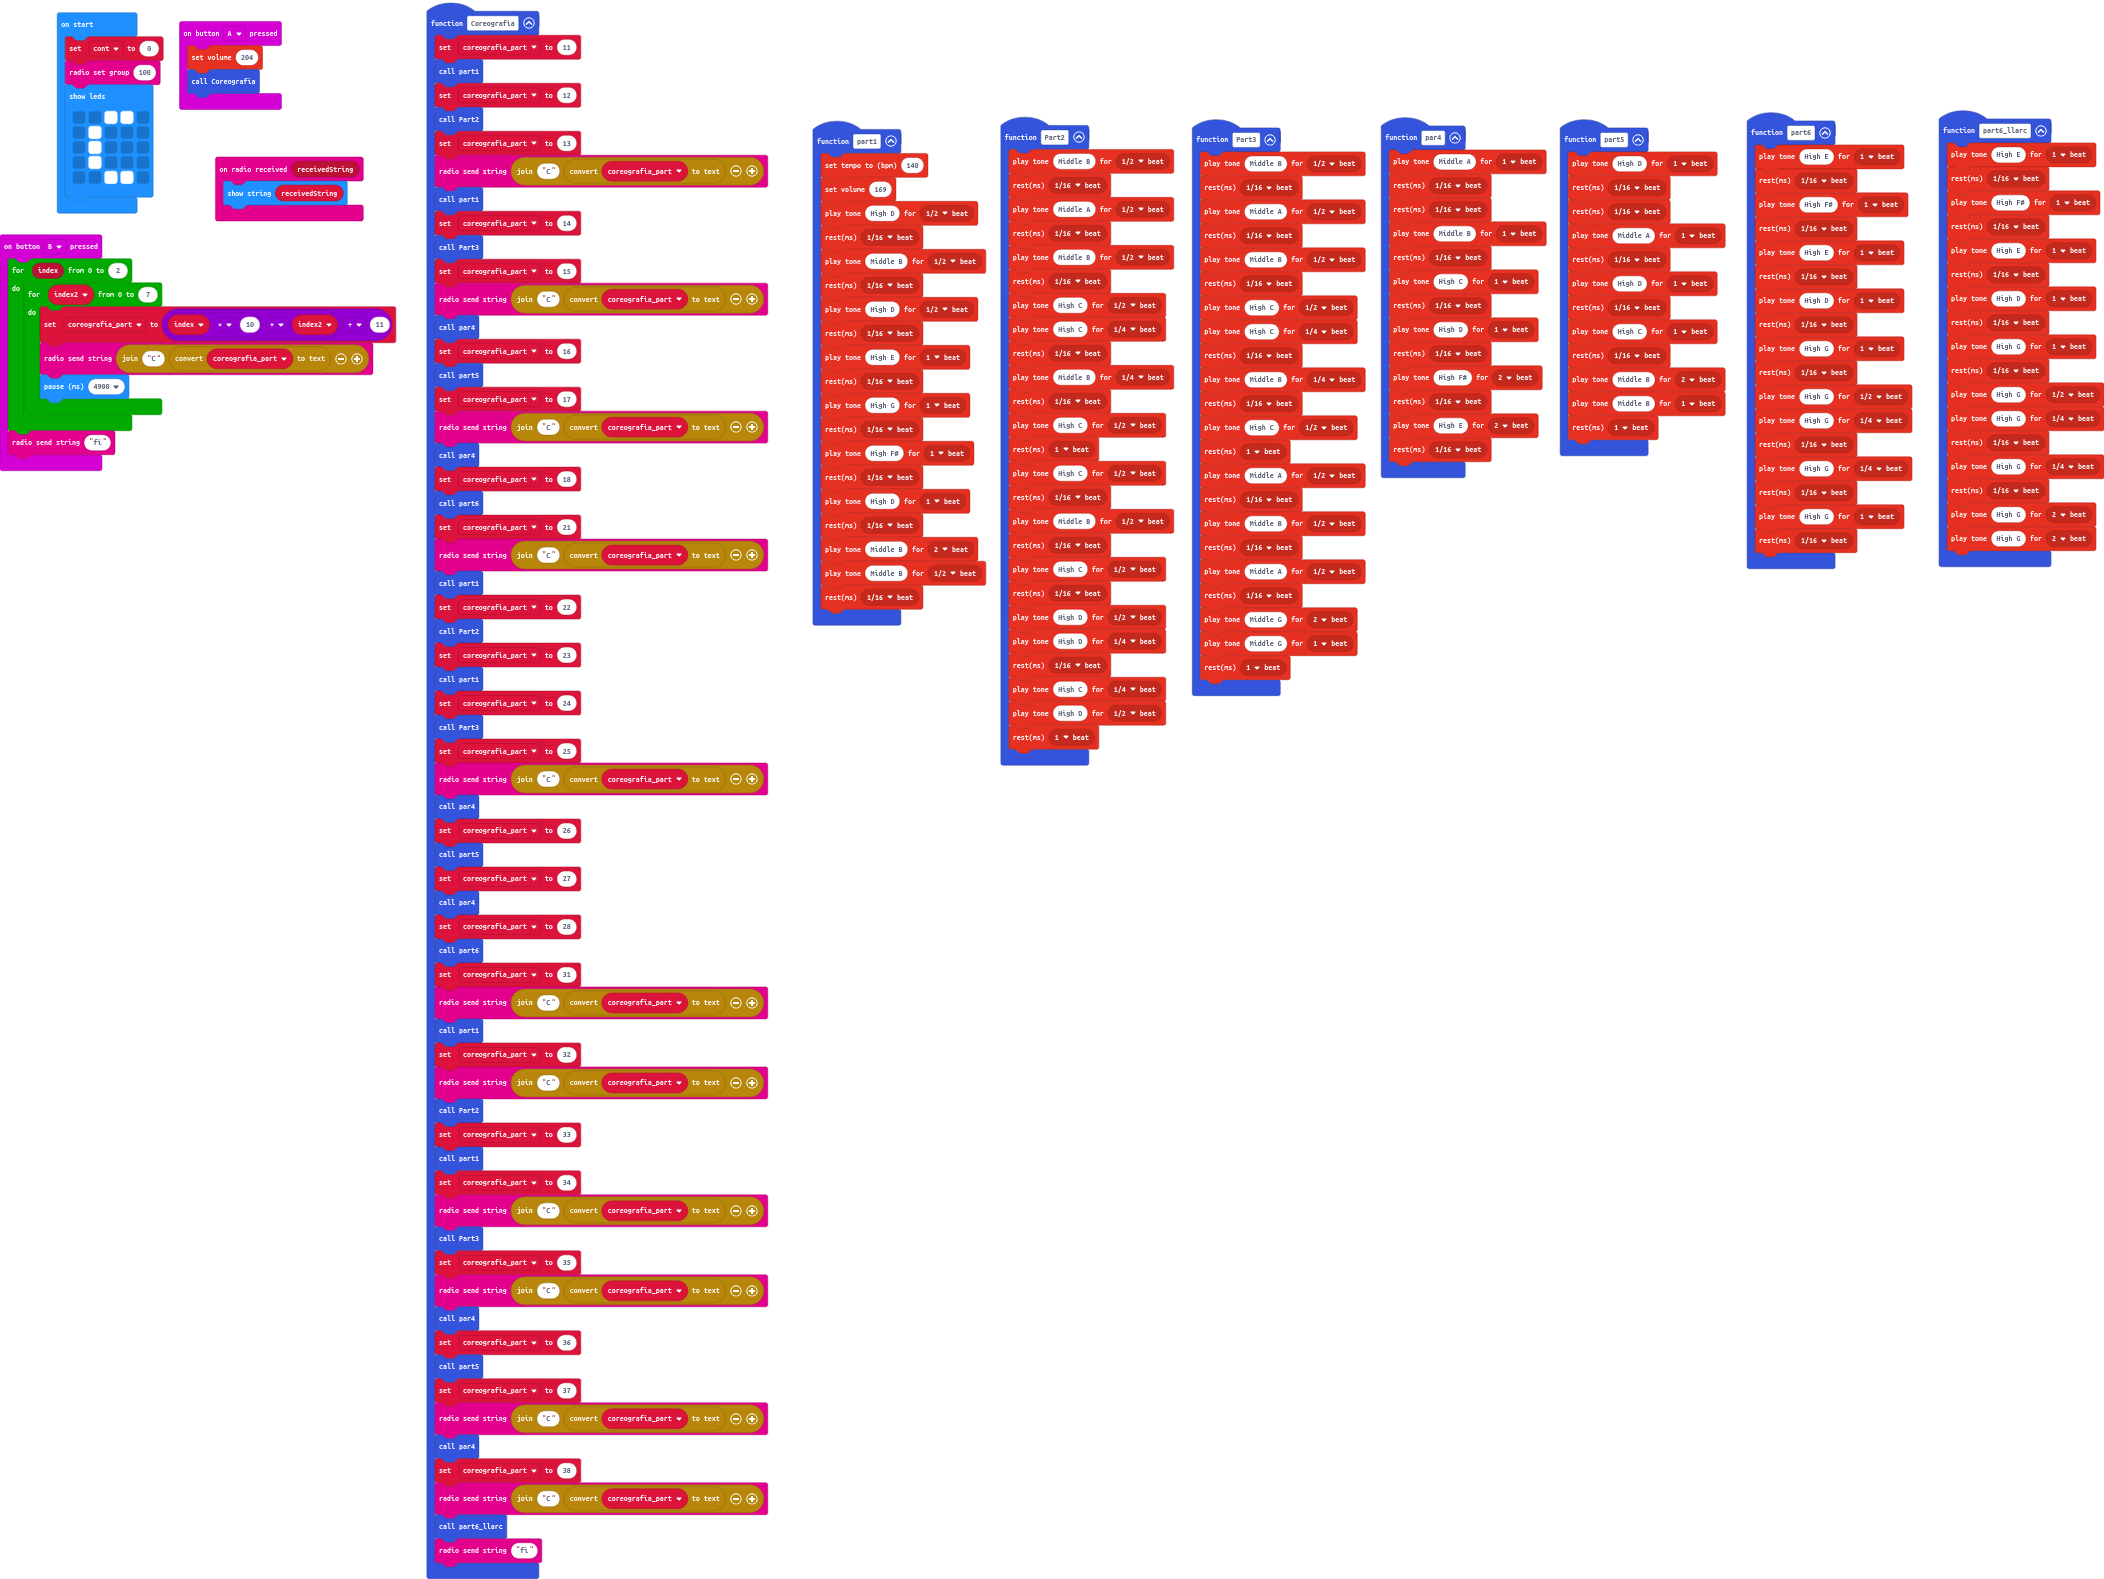 on start
set cont to 0
radio set group 100
show leds
on button A pressed
set volume 204
call Coreografia
on radio received receivedString
show string receivedString
on button B pressed
for index from 0 to 2
do
for index2 from 0 to 7
do
set coreografia_part to index × 10 + index2 + 11
radio send string join "C" convert coreografia_part to text
pause (ms) 4900
radio send string "fi"
function Coreografia
set coreografia_part to 11
call part1
set coreografia_part to 12
call Part2
set coreografia_part to 13
radio send string join "C" convert coreografia_part to text
call part1
set coreografia_part to 14
call Part3
set coreografia_part to 15
radio send string join "C" convert coreografia_part to text
call par4
set coreografia_part to 16
call part5
set coreografia_part to 17
radio send string join "C" convert coreografia_part to text
call par4
set coreografia_part to 18
call part6
set coreografia_part to 21
radio send string join "C" convert coreografia_part to text
call part1
set coreografia_part to 22
call Part2
set coreografia_part to 23
call part1
set coreografia_part to 24
call Part3
set coreografia_part to 25
radio send string join "C" convert coreografia_part to text
call par4
set coreografia_part to 26
call part5
set coreografia_part to 27
call par4
set coreografia_part to 28
call part6
set coreografia_part to 31
radio send string join "C" convert coreografia_part to text
call part1
set coreografia_part to 32
radio send string join "C" convert coreografia_part to text
call Part2
set coreografia_part to 33
call part1
set coreografia_part to 34
radio send string join "C" convert coreografia_part to text
call Part3
set coreografia_part to 35
radio send string join "C" convert coreografia_part to text
call par4
set coreografia_part to 36
call part5
set coreografia_part to 37
radio send string join "C" convert coreografia_part to text
call par4
set coreografia_part to 38
radio send string join "C" convert coreografia_part to text
call part6_llarc
radio send string "fi"
function part1
set tempo to (bpm) 140
set volume 169
play tone High D for 1/2 beat
rest(ms) 1/16 beat
play tone Middle B for 1/2 beat
rest(ms) 1/16 beat
play tone High D for 1/2 beat
rest(ms) 1/16 beat
play tone High E for 1 beat
rest(ms) 1/16 beat
play tone High G for 1 beat
rest(ms) 1/16 beat
play tone High F# for 1 beat
rest(ms) 1/16 beat
play tone High D for 1 beat
rest(ms) 1/16 beat
play tone Middle B for 2 beat
play tone Middle B for 1/2 beat
rest(ms) 1/16 beat
function Part2
play tone Middle B for 1/2 beat
rest(ms) 1/16 beat
play tone Middle A for 1/2 beat
rest(ms) 1/16 beat
play tone Middle B for 1/2 beat
rest(ms) 1/16 beat
play tone High C for 1/2 beat
play tone High C for 1/4 beat
rest(ms) 1/16 beat
play tone Middle B for 1/4 beat
rest(ms) 1/16 beat
play tone High C for 1/2 beat
rest(ms) 1 beat
play tone High C for 1/2 beat
rest(ms) 1/16 beat
play tone Middle B for 1/2 beat
rest(ms) 1/16 beat
play tone High C for 1/2 beat
rest(ms) 1/16 beat
play tone High D for 1/2 beat
play tone High D for 1/4 beat
rest(ms) 1/16 beat
play tone High C for 1/4 beat
play tone High D for 1/2 beat
rest(ms) 1 beat
function Part3
play tone Middle B for 1/2 beat
rest(ms) 1/16 beat
play tone Middle A for 1/2 beat
rest(ms) 1/16 beat
play tone Middle B for 1/2 beat
rest(ms) 1/16 beat
play tone High C for 1/2 beat
play tone High C for 1/4 beat
rest(ms) 1/16 beat
play tone Middle B for 1/4 beat
rest(ms) 1/16 beat
play tone High C for 1/2 beat
rest(ms) 1 beat
play tone Middle A for 1/2 beat
rest(ms) 1/16 beat
play tone Middle B for 1/2 beat
rest(ms) 1/16 beat
play tone Middle A for 1/2 beat
rest(ms) 1/16 beat
play tone Middle G for 2 beat
play tone Middle G for 1 beat
rest(ms) 1 beat
function par4
play tone Middle A for 1 beat
rest(ms) 1/16 beat
rest(ms) 1/16 beat
play tone Middle B for 1 beat
rest(ms) 1/16 beat
play tone High C for 1 beat
rest(ms) 1/16 beat
play tone High D for 1 beat
rest(ms) 1/16 beat
play tone High F# for 2 beat
rest(ms) 1/16 beat
play tone High E for 2 beat
rest(ms) 1/16 beat
function part5
play tone High D for 1 beat
rest(ms) 1/16 beat
rest(ms) 1/16 beat
play tone Middle A for 1 beat
rest(ms) 1/16 beat
play tone High D for 1 beat
rest(ms) 1/16 beat
play tone High C for 1 beat
rest(ms) 1/16 beat
play tone Middle B for 2 beat
play tone Middle B for 1 beat
rest(ms) 1 beat
function part6
play tone High E for 1 beat
rest(ms) 1/16 beat
play tone High F# for 1 beat
rest(ms) 1/16 beat
play tone High E for 1 beat
rest(ms) 1/16 beat
play tone High D for 1 beat
rest(ms) 1/16 beat
play tone High G for 1 beat
rest(ms) 1/16 beat
play tone High G for 1/2 beat
play tone High G for 1/4 beat
rest(ms) 1/16 beat
play tone High G for 1/4 beat
rest(ms) 1/16 beat
play tone High G for 1 beat
rest(ms) 1/16 beat
function part6_llarc
play tone High E for 1 beat
rest(ms) 1/16 beat
play tone High F# for 1 beat
rest(ms) 1/16 beat
play tone High E for 1 beat
rest(ms) 1/16 beat
play tone High D for 1 beat
rest(ms) 1/16 beat
play tone High G for 1 beat
rest(ms) 1/16 beat
play tone High G for 1/2 beat
play tone High G for 1/4 beat
rest(ms) 1/16 beat
play tone High G for 1/4 beat
rest(ms) 1/16 beat
play tone High G for 2 beat
play tone High G for 2 beat